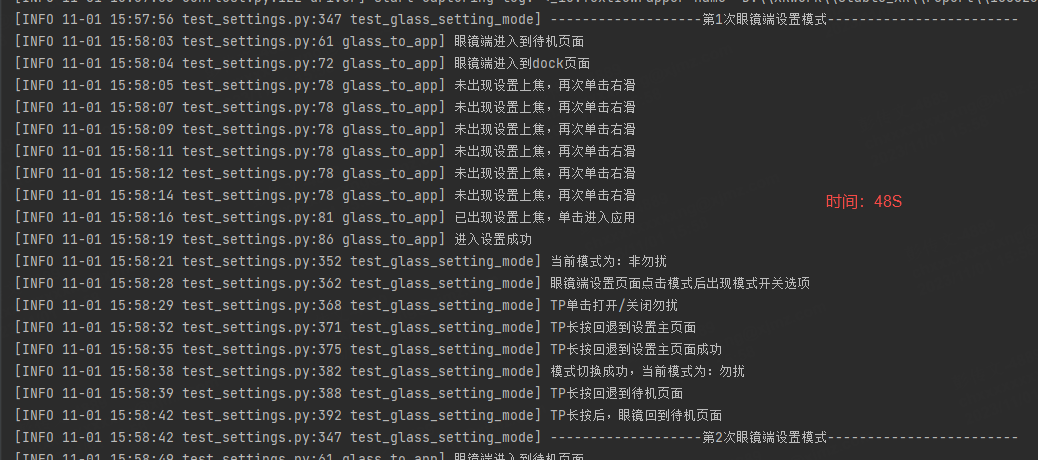 [INFO 11-01 15:57:56 test_settings.py:347 test_glass_setting_mode] -------------------第1次眼镜端设置模式------------------------
[INFO 11-01 15:58:03 test_settings.py:61 glass_to_app] 眼镜端进入到待机页面
[INFO 11-01 15:58:04 test_settings.py:72 glass_to_app] 眼镜端进入到dock页面
[INFO 11-01 15:58:05 test_settings.py:78 glass_to_app] 未出现设置上焦，再次单击右滑
[INFO 11-01 15:58:07 test_settings.py:78 glass_to_app] 未出现设置上焦，再次单击右滑
[INFO 11-01 15:58:09 test_settings.py:78 glass_to_app] 未出现设置上焦，再次单击右滑
[INFO 11-01 15:58:11 test_settings.py:78 glass_to_app] 未出现设置上焦，再次单击右滑
[INFO 11-01 15:58:12 test_settings.py:78 glass_to_app] 未出现设置上焦，再次单击右滑
[INFO 11-01 15:58:14 test_settings.py:78 glass_to_app] 未出现设置上焦，再次单击右滑
时间：48S
[INFO 11-01 15:58:16 test_settings.py:81 glass_to_app] 已出现设置上焦，单击进入应用
[INFO 11-01 15:58:19 test_settings.py:86 glass_to_app] 进入设置成功
[INFO 11-01 15:58:21 test_settings.py:352 test_glass_setting_mode] 当前模式为：非勿扰
[INFO 11-01 15:58:28 test_settings.py:362 test_glass_setting_mode] 眼镜端设置页面点击模式后出现模式开关选项
[INFO 11-01 15:58:29 test_settings.py:368 test_glass_setting_mode] TP单击打开/关闭勿扰
[INFO 11-01 15:58:32 test_settings.py:371 test_glass_setting_mode] TP长按回退到设置主页面
[INFO 11-01 15:58:35 test_settings.py:375 test_glass_setting_mode] TP长按回退到设置主页面成功
[INFO 11-01 15:58:38 test_settings.py:382 test_glass_setting_mode] 模式切换成功，当前模式为：勿扰
[INFO 11-01 15:58:39 test_settings.py:388 test_glass_setting_mode] TP长按回退到待机页面
[INFO 11-01 15:58:42 test_settings.py:392 test_glass_setting_mode] TP长按后，眼镜回到待机页面
[INFO 11-01 15:58:42 test_settings.py:347 test_glass_setting_mode] -------------------第2次眼镜端设置模式------------------------
[INFO 11-01 15:58:49 test_settings.py:61 glass_to_app] 眼镜端进入到待机页面